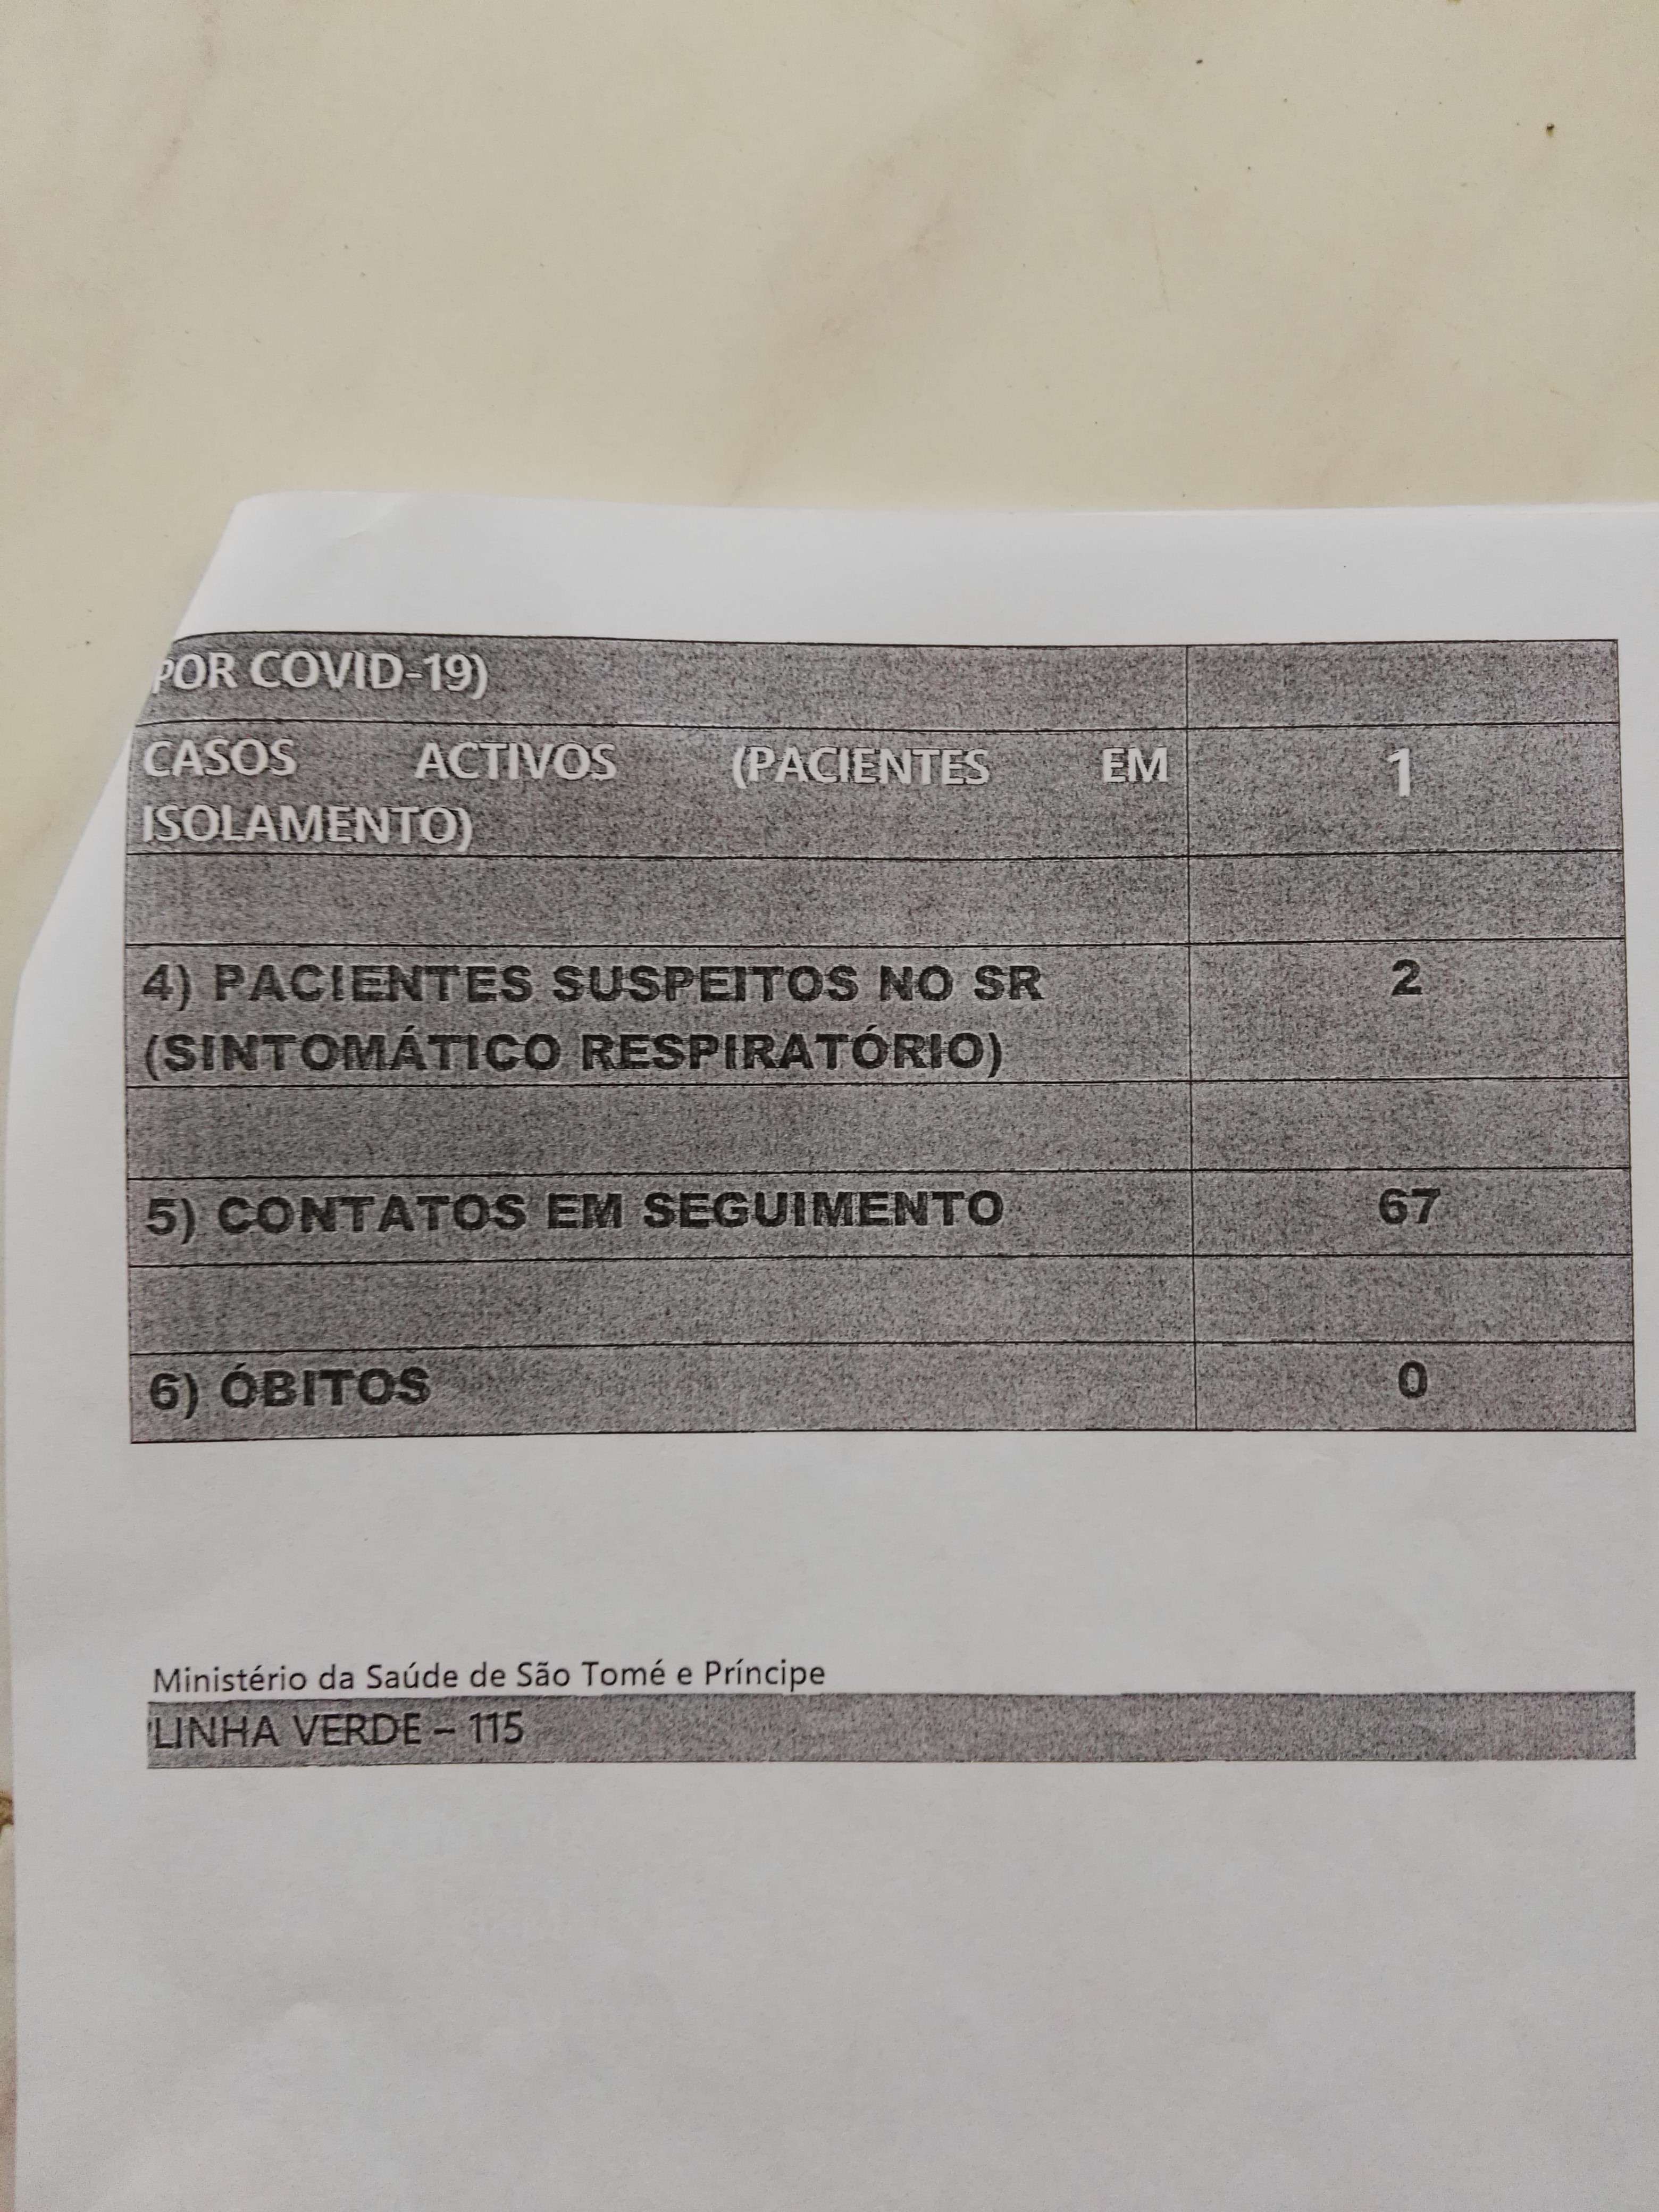 POR COVID-19)
CASOS ACTIVOS (PACIENTES EM 1
ISOLAMENTO)
4) PACIENTES SUSPEITOS NO SR 2
(SINTOMÁTICO RESPIRATÓRIO)
5) CONTATOS EM SEGUIMENTO 67
6) ÓBITOS 0
Ministério da Saúde de São Tomé e Príncipe
LINHA VERDE – 115